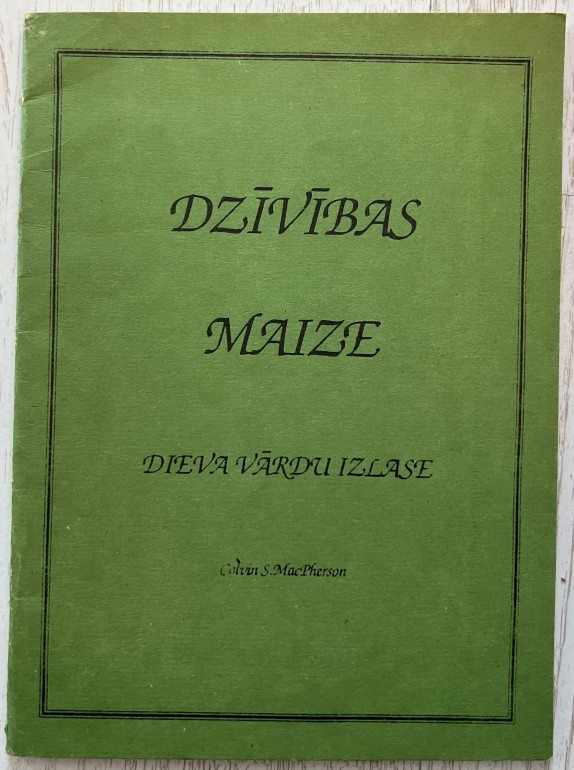 DZĪVĪBAS
MAIZE
DIEVA VĀRDU IZLASE
Colvin S.MacPherson